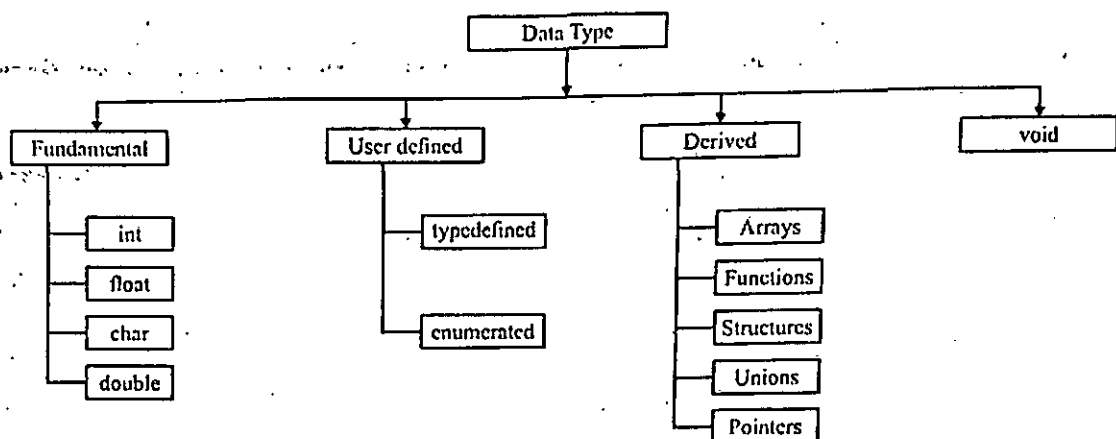 Data Type
Fundamental
User defined
Derived
void
int
float
char
double
typedefined
enumerated
Arrays
Functions
Structures
Unions
Pointers